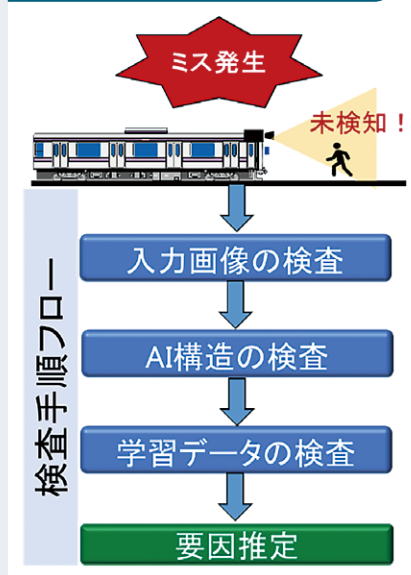 ミス発生
未検知！
検査手順フロー
入力画像の検査
AI構造の検査
学習データの検査
要因推定